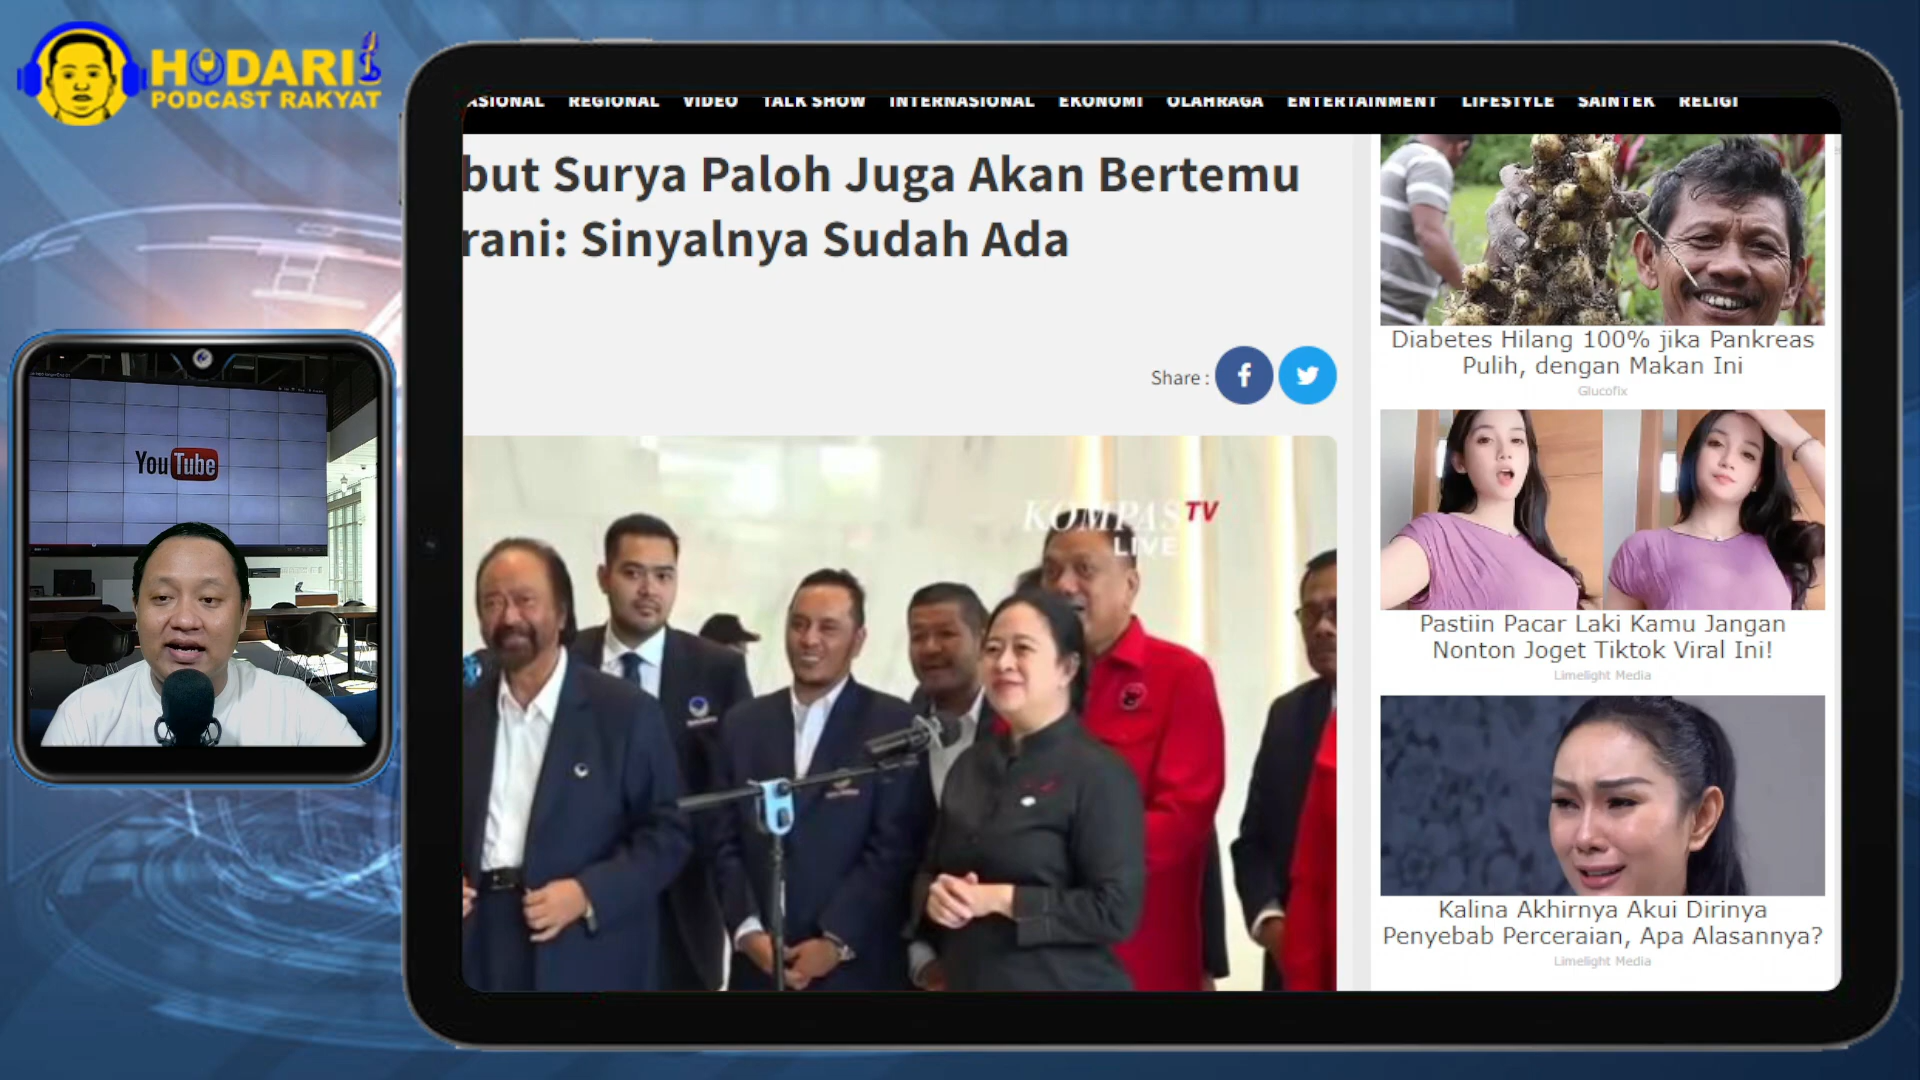 HUDARI
PODCAST RAKYAT
ASIONAL REGIONAL VIDEO TALK SHOW INTERNASIONAL EKONOMI OLAHRAGA ENTERTAINMENT LIFESTYLE SAINTEK RELIGI
but Surya Paloh Juga Akan Bertemu
rani: Sinyalnya Sudah Ada
Share :
KOMPAS TV
LIVE
You Tube
Diabetes Hilang 100% jika Pankreas
Pulih, dengan Makan Ini
Glucofix
Pastiin Pacar Laki Kamu Jangan
Nonton Joget Tiktok Viral Ini!
Limelight Media
Kalina Akhirnya Akui Dirinya
Penyebab Perceraian, Apa Alasannya?
Limelight Media